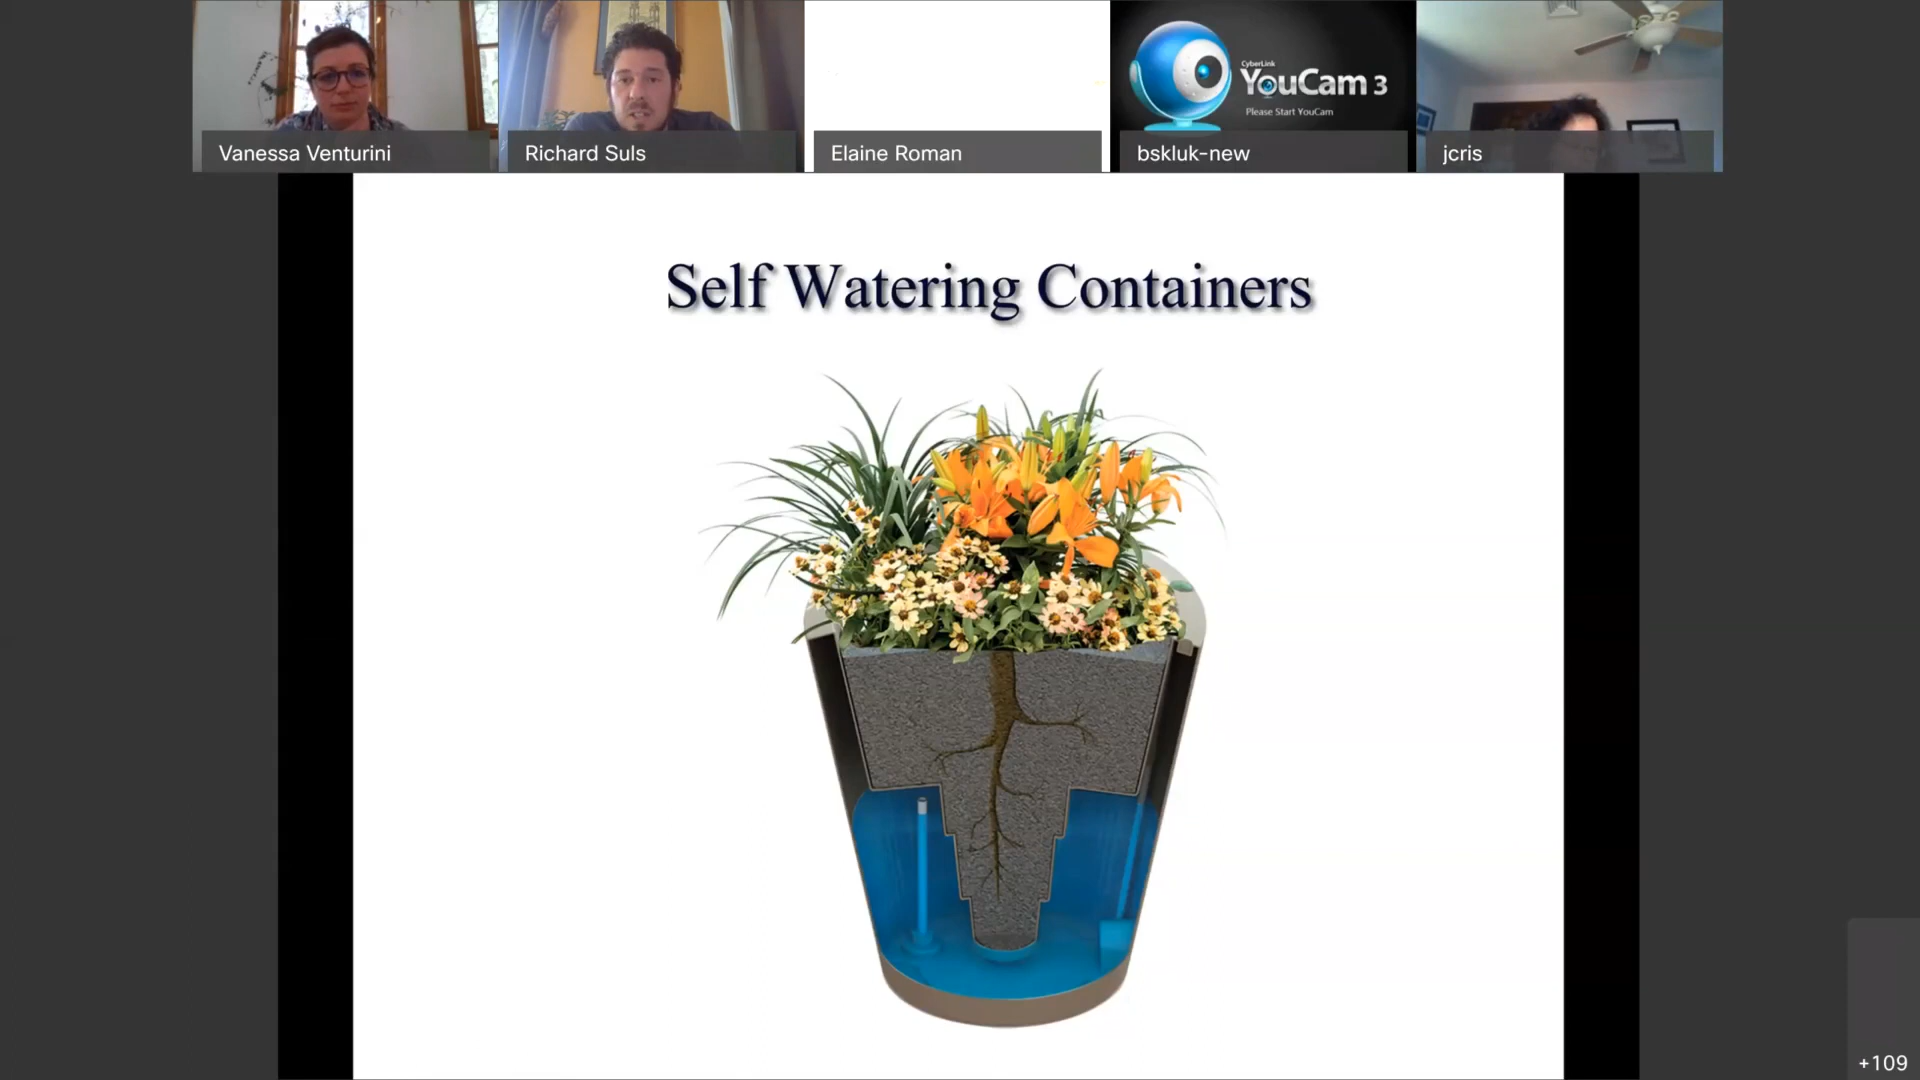 CyberLink
YouCam 3
Please Start YouCam
Vanessa Venturini
Richard Suls
Elaine Roman
bskluk-new
jcris
Self Watering Containers
+109